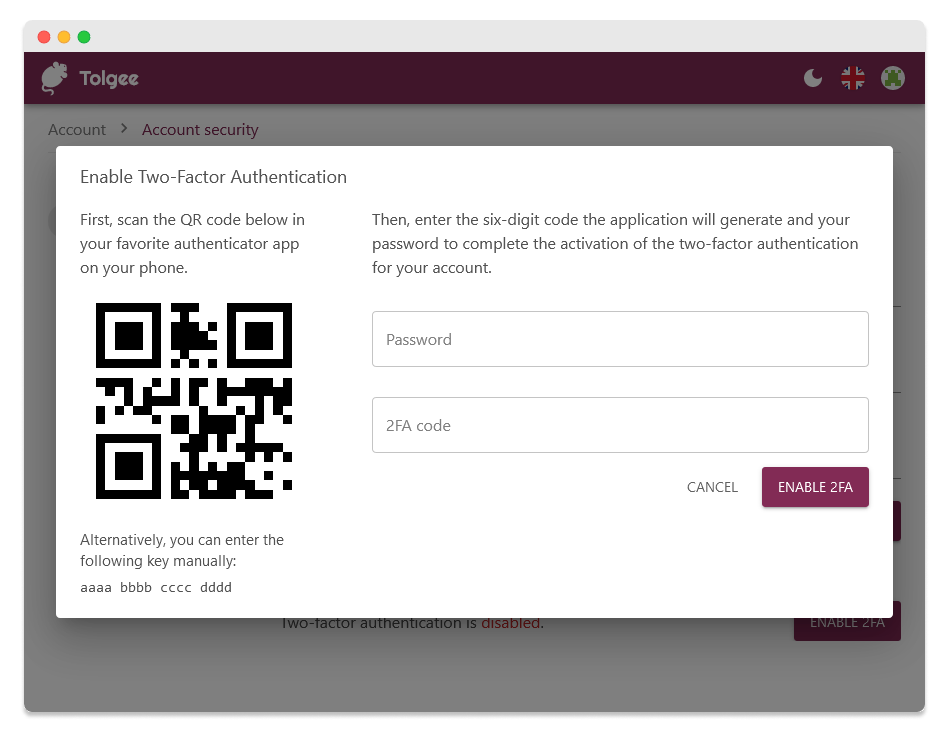 Tolgee
Account > Account security
Enable Two-Factor Authentication
First, scan the QR code below in
your favorite authenticator app
on your phone.
Then, enter the six-digit code the application will generate and your
password to complete the activation of the two-factor authentication
for your account.
Password
2FA code
CANCEL
ENABLE 2FA
Alternatively, you can enter the
following key manually:
aaaa bbbb cccc dddd
Two-factor authentication is disabled.
ENABLE 2FA